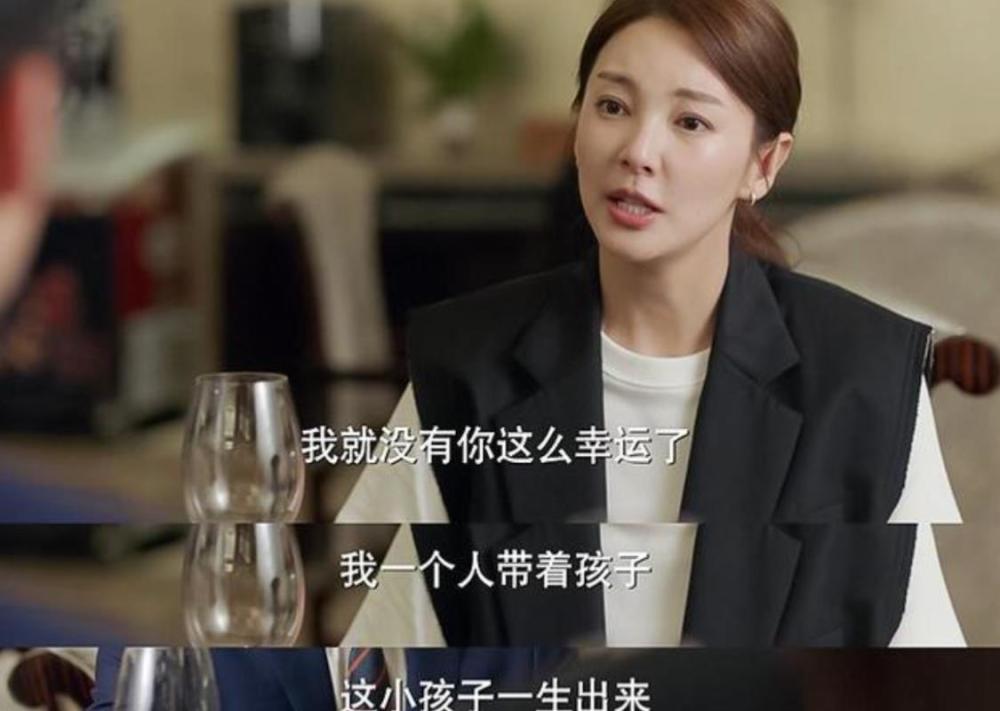 我就没有你这么幸运了
我一个人带着孩子
这小孩子一生出来